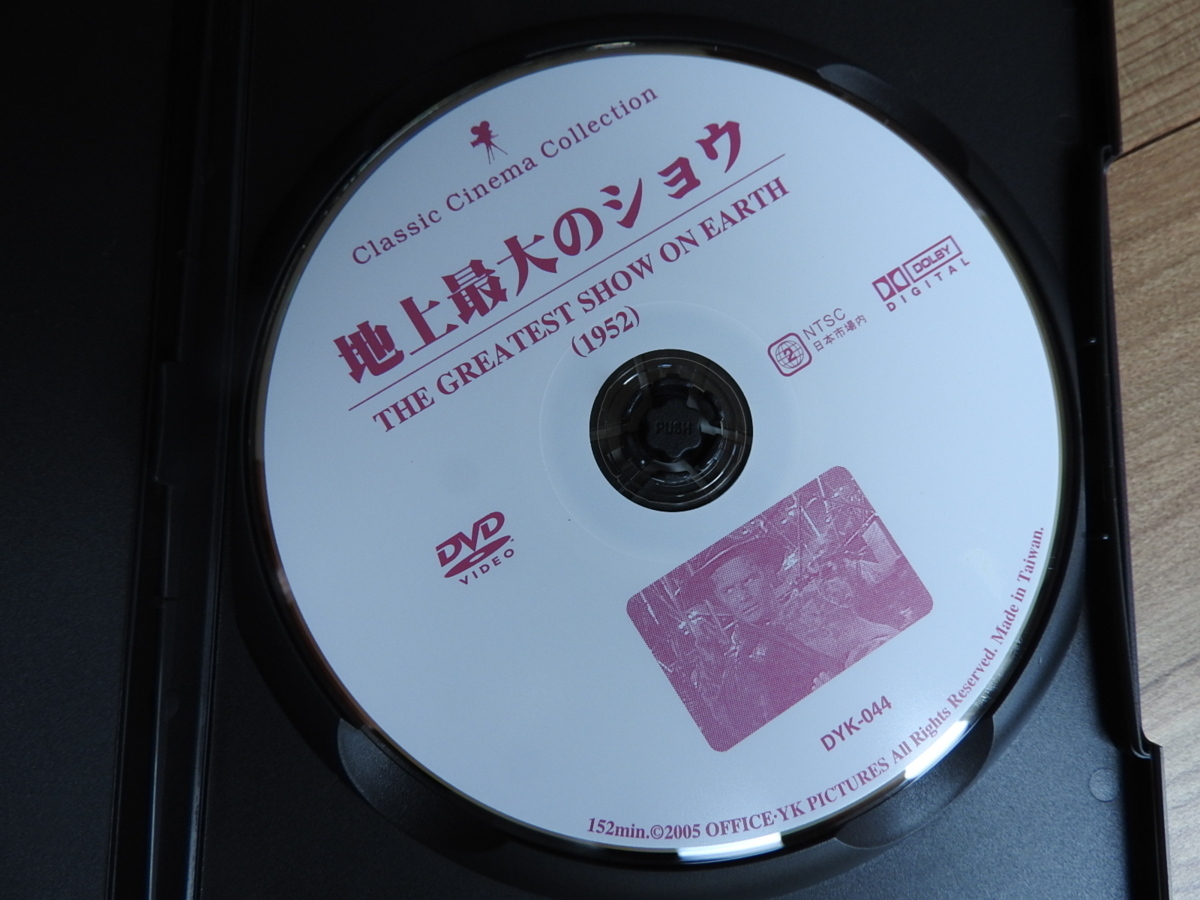 Classic Cinema Collection
地上最大のショウ
THE GREATEST SHOW ON EARTH
(1952)
2
NTSC
日本市場内
DOLBY
DIGITAL
PUSH
DVD
VIDEO
DYK-044
152min.©2005 OFFICE·YK PICTURES All Rights Reserved. Made in Taiwan.